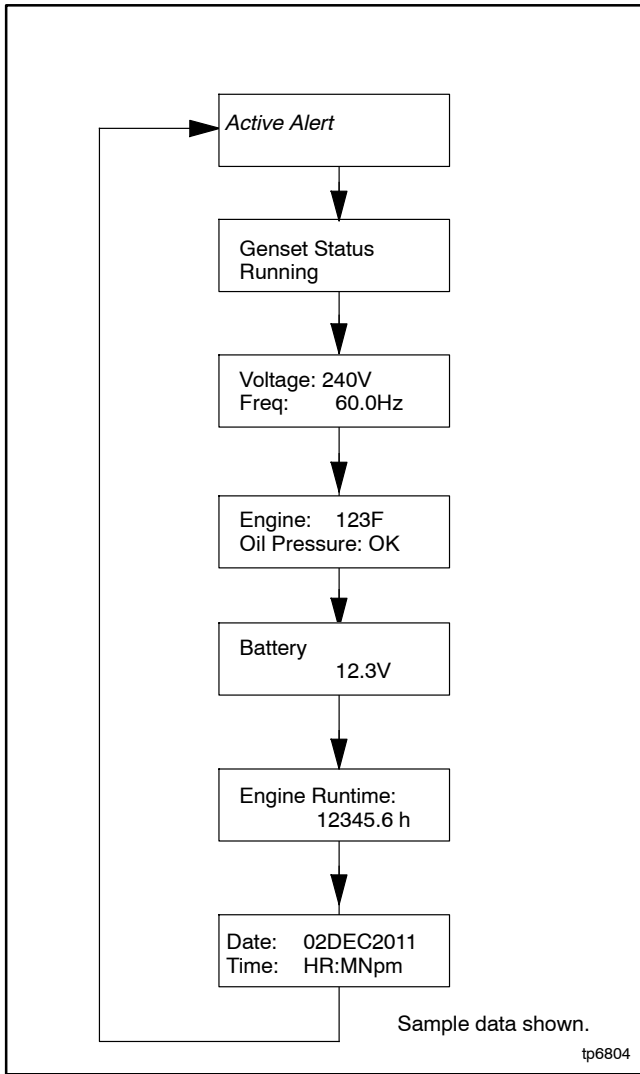 Active Alert
Genset Status
Running
Voltage: 240V
Freq: 60.0Hz
Engine: 123F
Oil Pressure: OK
Battery
12.3V
Engine Runtime:
12345.6 h
Date: 02DEC2011
Time: HR:MNpm
Sample data shown.
tp6804